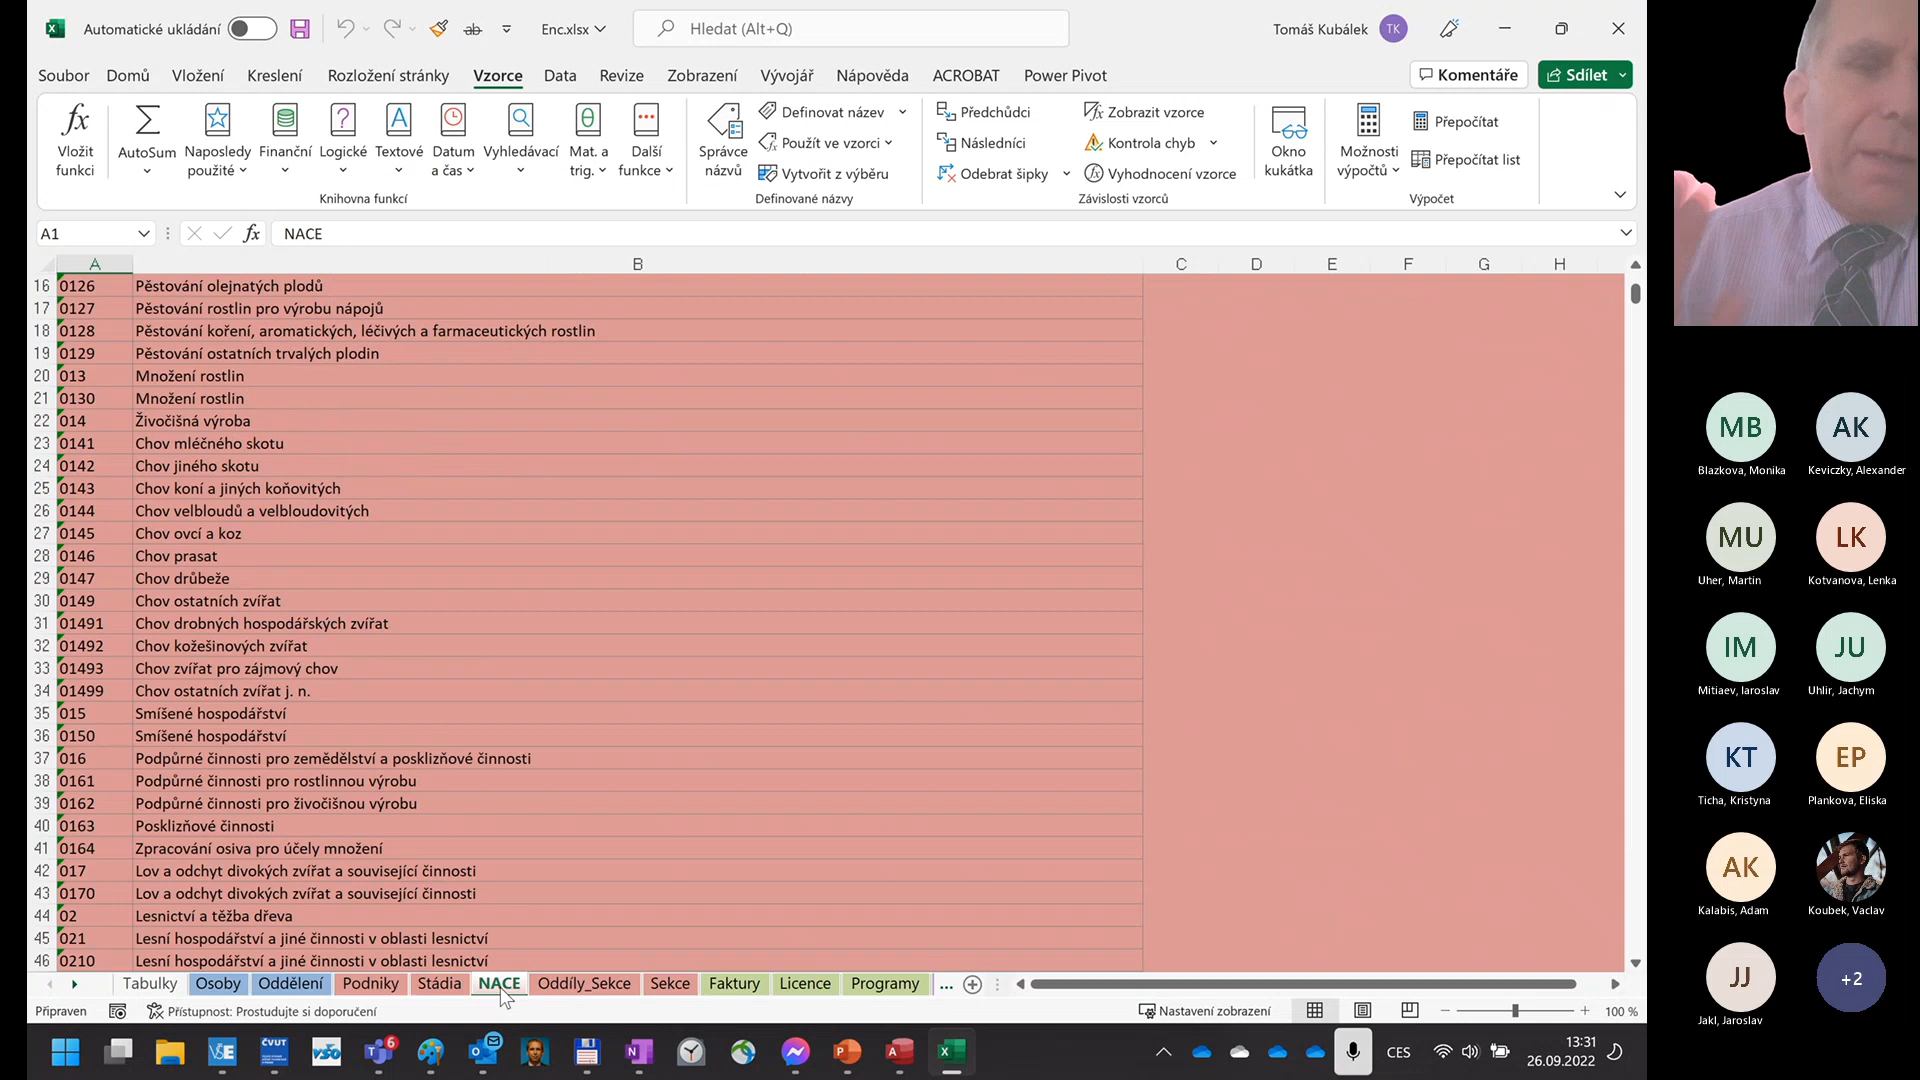 Automatické ukládání
ab
Enc.xlsx
Hledat (Alt+Q)
Tomáš Kubálek
TK
Soubor
Domů
Vložení
Kreslení
Rozložení stránky
Vzorce
Data
Revize
Zobrazení
Vývojář
Nápověda
ACROBAT
Power Pivot
Komentáře
Sdílet
Vložit funkci
AutoSum
Naposledy použité
Finanční
Logické
Textové
Datum a čas
Vyhledávací
Mat. a trig.
Další funkce
Knihovna funkcí
Správce názvů
Definovat název
Použít ve vzorci
Vytvořit z výběru
Definované názvy
Předchůdci
Následníci
Odebrat šipky
Zobrazit vzorce
Kontrola chyb
Vyhodnocení vzorce
Závislosti vzorců
Okno kukátka
Možnosti výpočtů
Přepočítat
Přepočítat list
Výpočet
A1
fx
NACE
A B C D E F G H
16 0126 Pěstování olejnatých plodů
17 0127 Pěstování rostlin pro výrobu nápojů
18 0128 Pěstování koření, aromatických, léčivých a farmaceutických rostlin
19 0129 Pěstování ostatních trvalých plodin
20 013 Množení rostlin
21 0130 Množení rostlin
22 014 Živočišná výroba
23 0141 Chov mléčného skotu
24 0142 Chov jiného skotu
25 0143 Chov koní a jiných koňovitých
26 0144 Chov velbloudů a velbloudovitých
27 0145 Chov ovcí a koz
28 0146 Chov prasat
29 0147 Chov drůbeže
30 0149 Chov ostatních zvířat
31 01491 Chov drobných hospodářských zvířat
32 01492 Chov kožešinových zvířat
33 01493 Chov zvířat pro zájmový chov
34 01499 Chov ostatních zvířat j. n.
35 015 Smíšené hospodářství
36 0150 Smíšené hospodářství
37 016 Podpůrné činnosti pro zemědělství a posklizňové činnosti
38 0161 Podpůrné činnosti pro rostlinnou výrobu
39 0162 Podpůrné činnosti pro živočišnou výrobu
40 0163 Posklizňové činnosti
41 0164 Zpracování osiva pro účely množení
42 017 Lov a odchyt divokých zvířat a související činnosti
43 0170 Lov a odchyt divokých zvířat a související činnosti
44 02 Lesnictví a těžba dřeva
45 021 Lesní hospodářství a jiné činnosti v oblasti lesnictví
46 0210 Lesní hospodářství a jiné činnosti v oblasti lesnictví
Tabulky Osoby Oddělení Podniky Stádia NACE Oddíly_Sekce Sekce Faktury Licence Programy ...
Připraven
Přístupnost: Prostudujte si doporučení
Nastavení zobrazení
100 %
VŠE
ČVUT
VSO
6
CES
13:31
26.09.2022
MB
Blazkova, Monika
AK
Keviczky, Alexander
MU
Uher, Martin
LK
Kotvanova, Lenka
IM
Mitiaev, Iaroslav
JU
Uhlir, Jachym
KT
Ticha, Kristyna
EP
Plankova, Eliska
AK
Kalabis, Adam
Koubek, Vaclav
JJ
Jakl, Jaroslav
+2